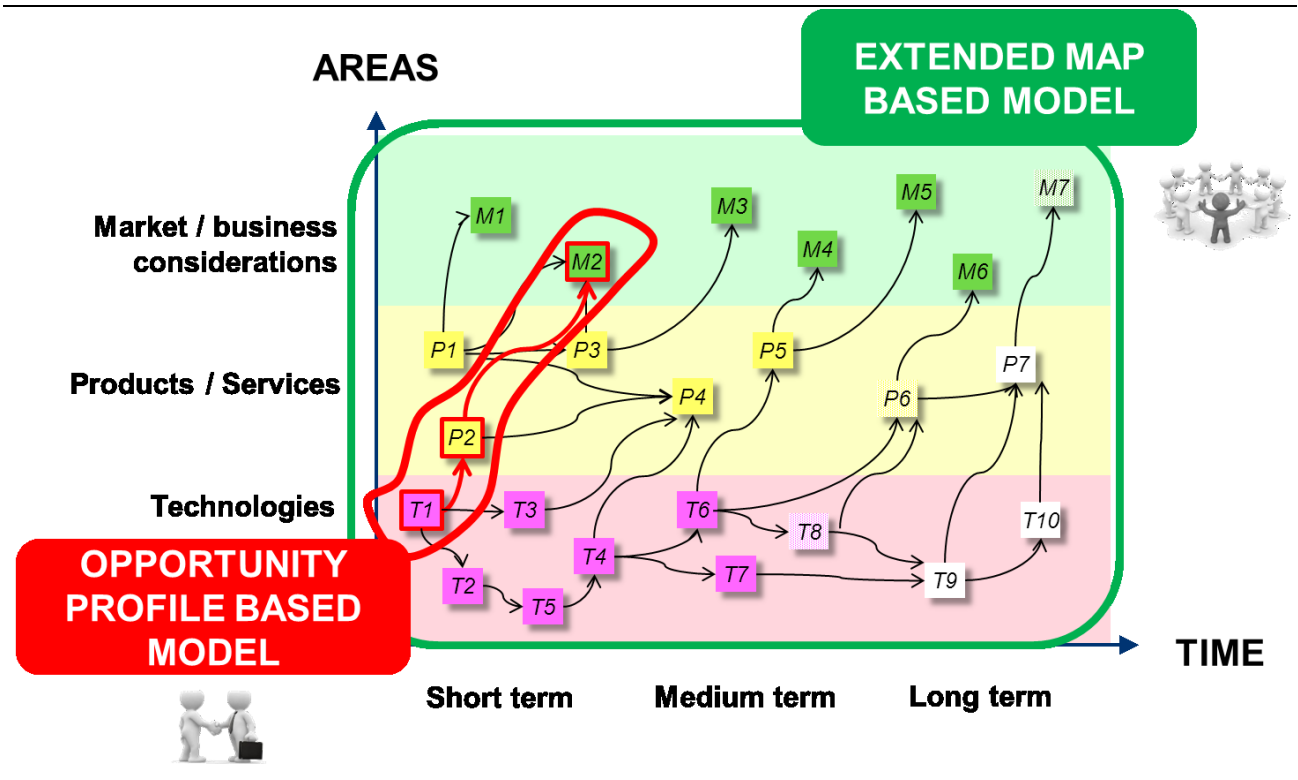 EXTENDED MAP
BASED MODEL
AREAS
Market / business
considerations
M1
M2
M3
M4
M5
M6
M7
Products / Services
P1
P2
P3
P4
P5
P6
P7
Technologies
T1
T2
T3
T4
T5
T6
T7
T8
T9
T10
OPPORTUNITY
PROFILE BASED
MODEL
TIME
Short term
Medium term
Long term